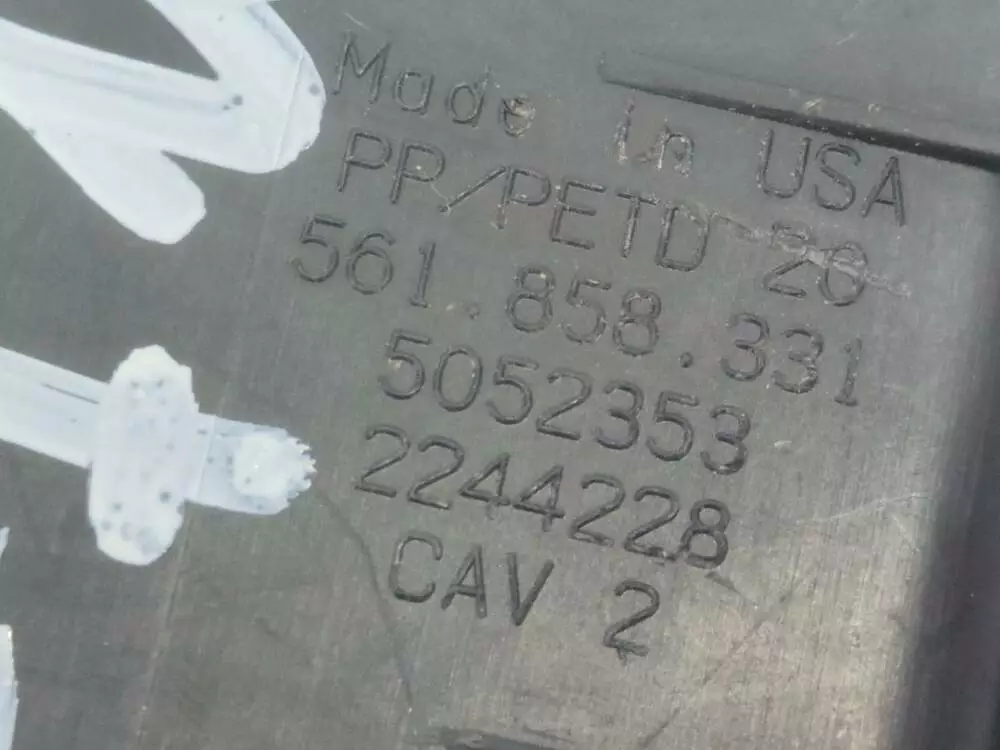 Made in USA
PP/PETD 20
561.858.331
5052353
2244228
CAV 2